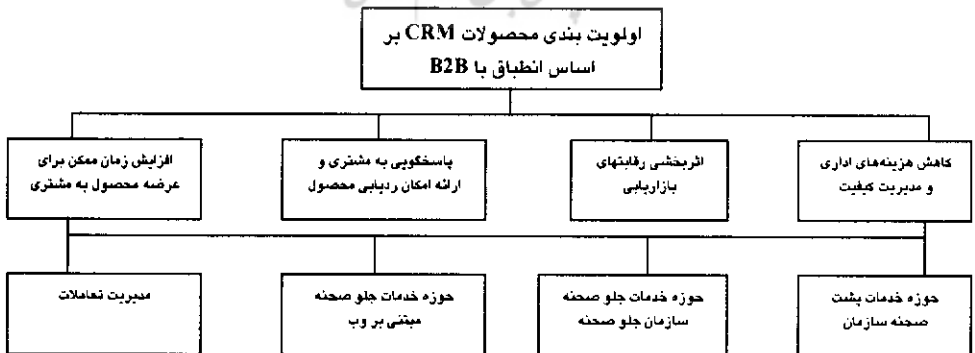 اولویت بندی محصولات CRM بر
اساس انطباق با B2B
کاهش هزینه‌های اداری
و مدیریت کیفیت
اثربخشی رقابتهای
بازاریابی
پاسخگویی به مشتری و
ارائه امکان ردیابی محصول
افزایش زمان ممکن برای
عرضه محصول به مشتری
حوزه خدمات پشت
صحنه سازمان
حوزه خدمات جلو صحنه
سازمان جلو صحنه
حوزه خدمات جلو صحنه
مبتنی بر وب
مدیریت تعاملات